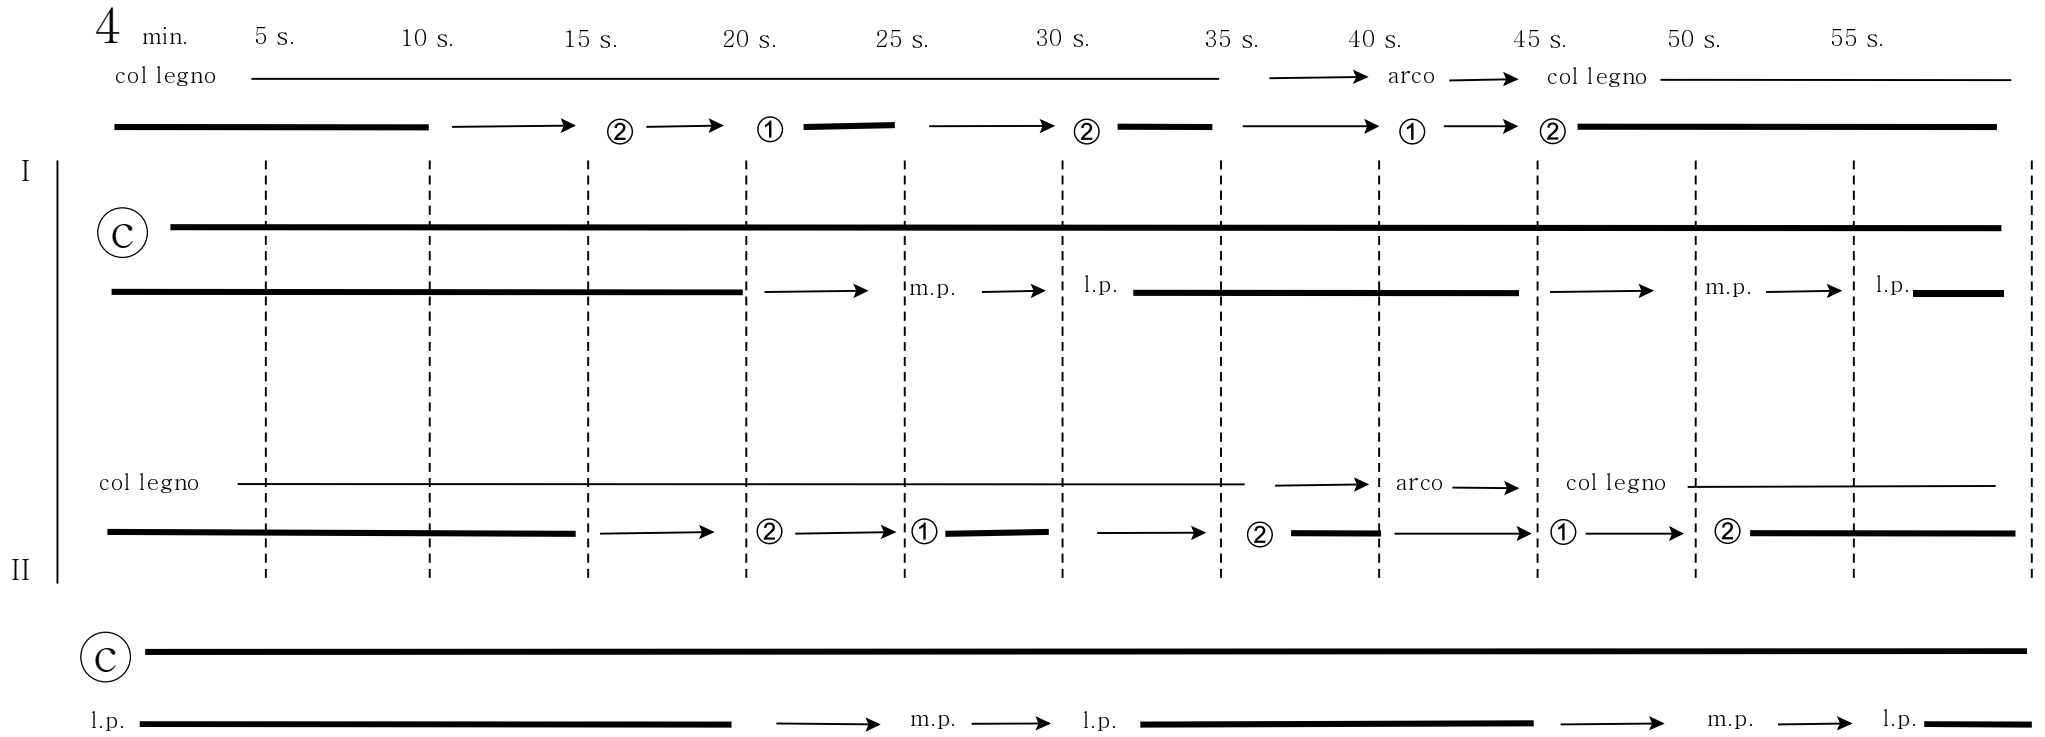 4 min. 5 s. 10 s. 15 s. 20 s. 25 s. 30 s. 35 s. 40 s. 45 s. 50 s. 55 s.
col legno arco col legno
② ① ② ① ②
I
C
m.p. l.p. m.p. l.p.
col legno arco col legno
② ① ② ① ②
II
C
l.p. m.p. l.p. m.p. l.p.